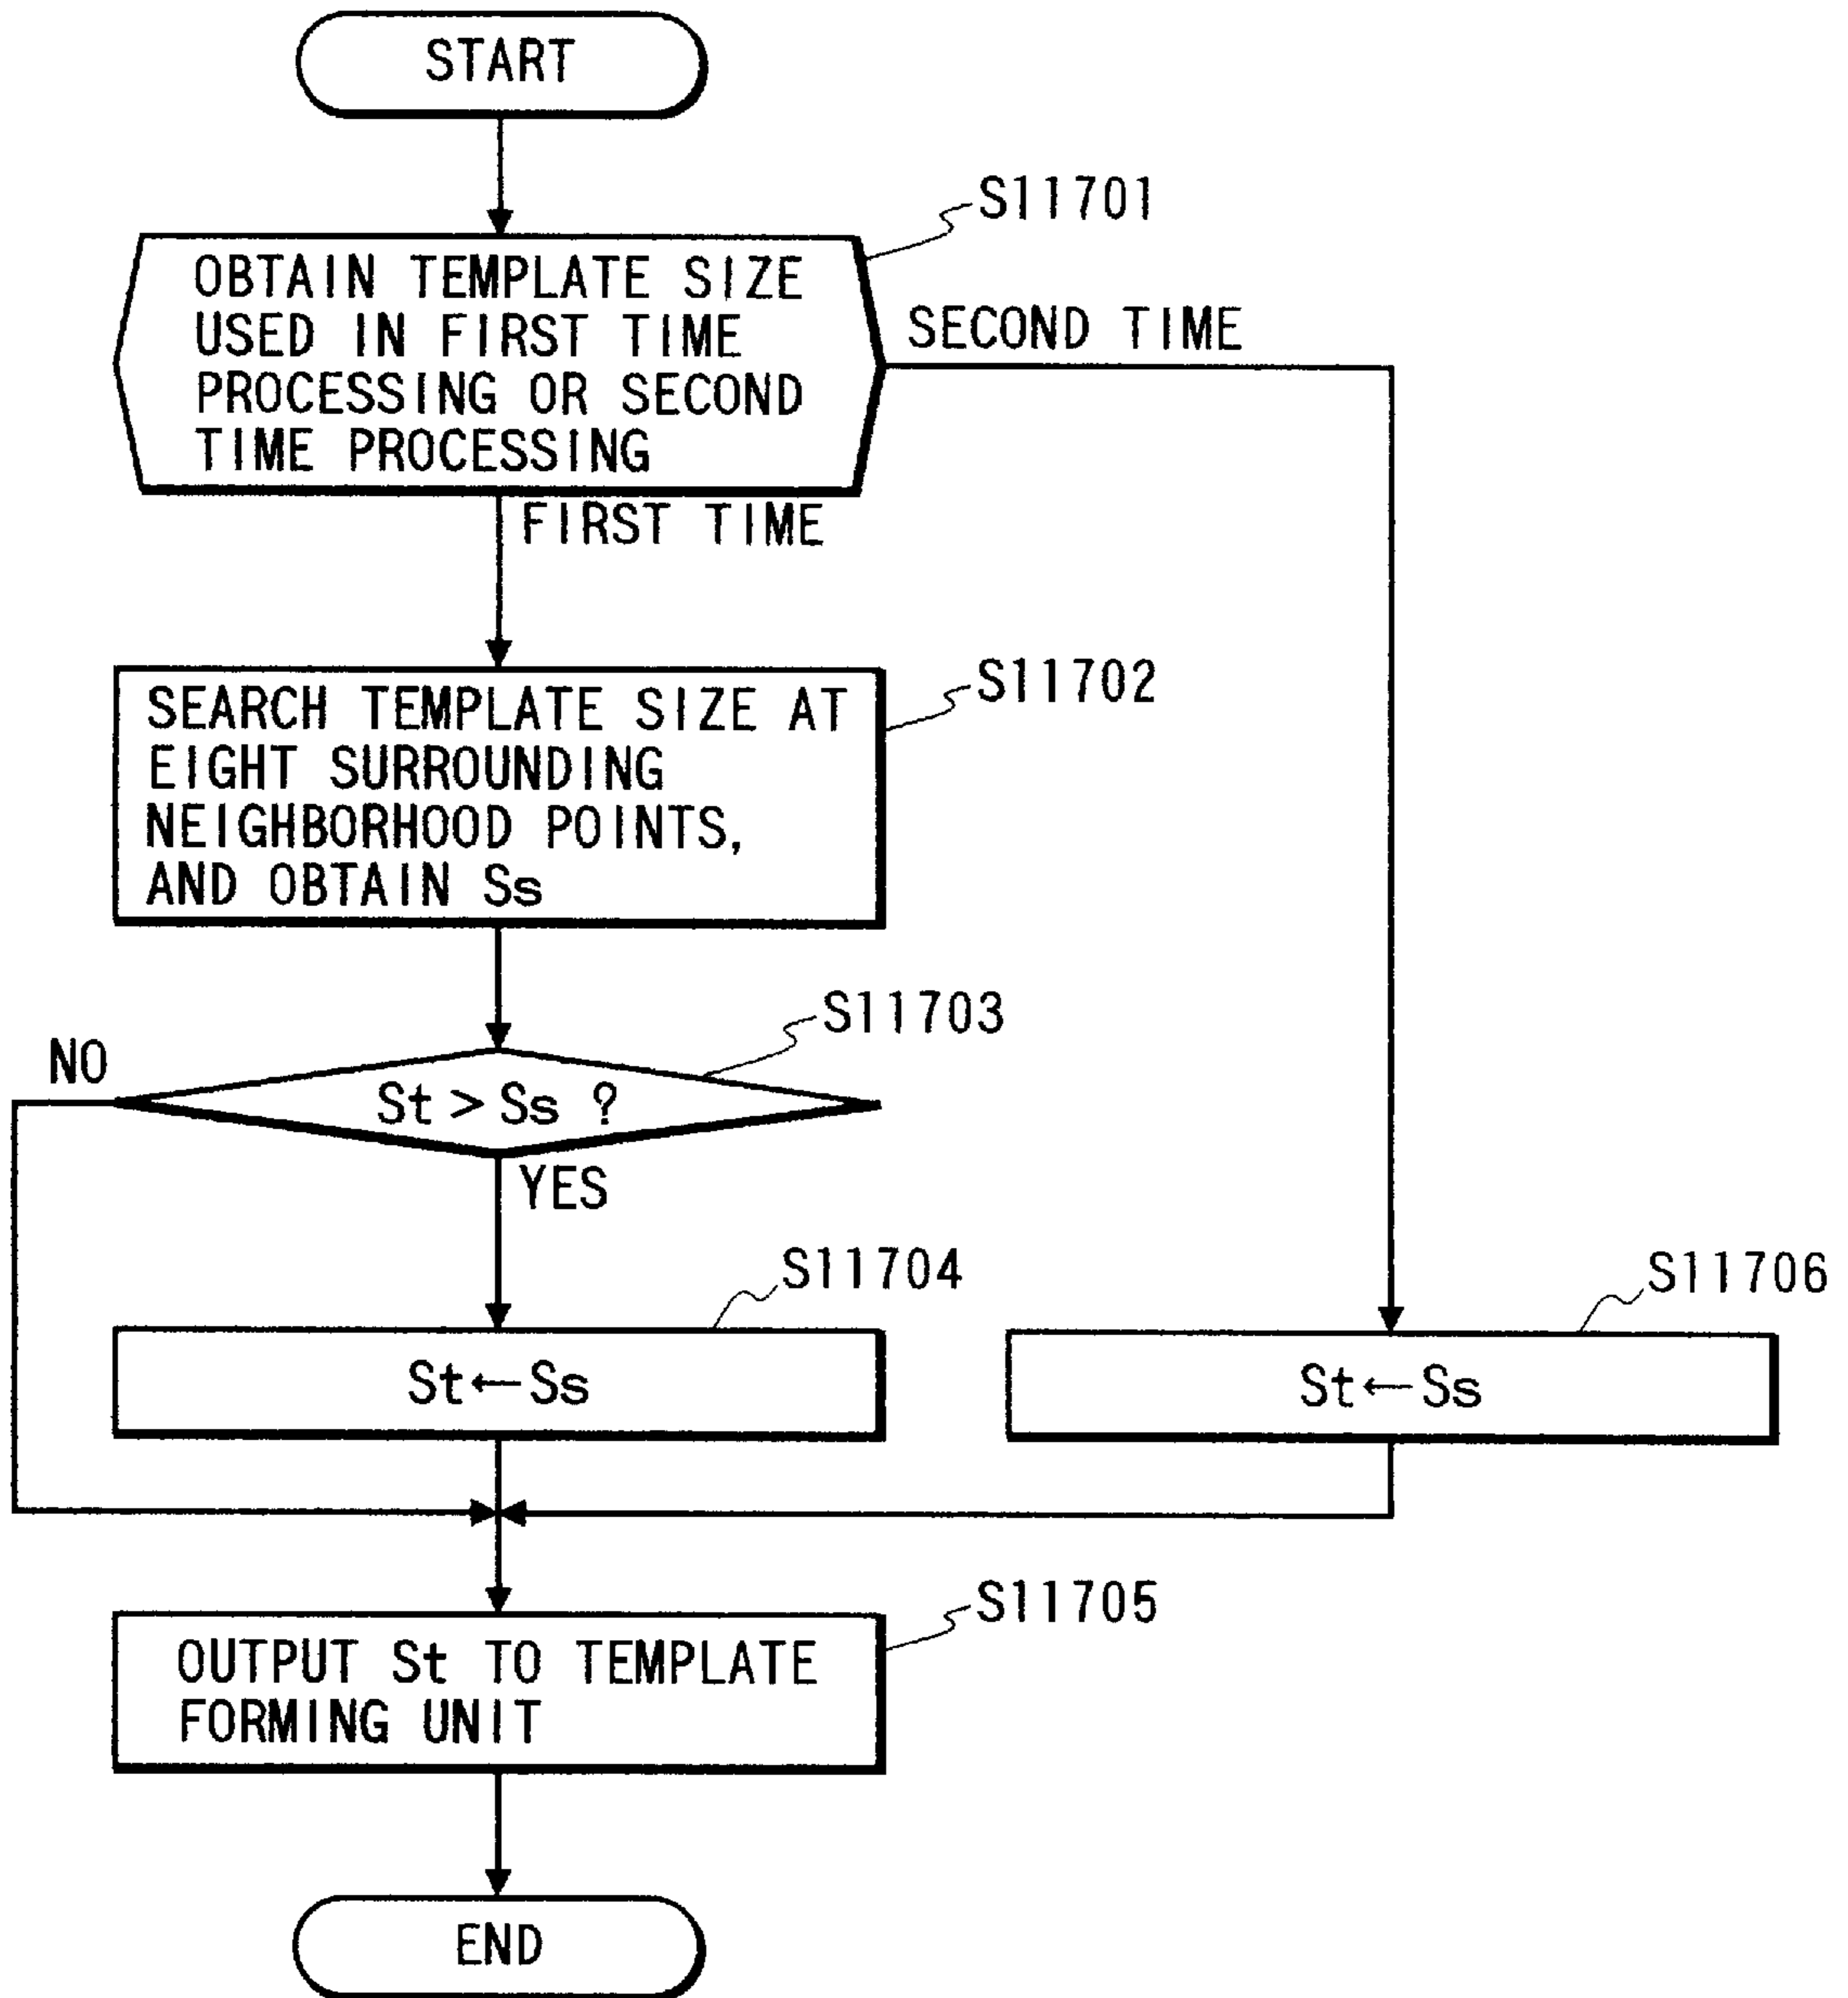 START
S11701
OBTAIN TEMPLATE SIZE
USED IN FIRST TIME
PROCESSING OR SECOND
TIME PROCESSING
SECOND TIME
FIRST TIME
S11702
SEARCH TEMPLATE SIZE AT
EIGHT SURROUNDING
NEIGHBORHOOD POINTS,
AND OBTAIN Ss
S11703
NO
St > Ss ?
YES
S11704
S11706
St←Ss
St←Ss
S11705
OUTPUT St TO TEMPLATE
FORMING UNIT
END